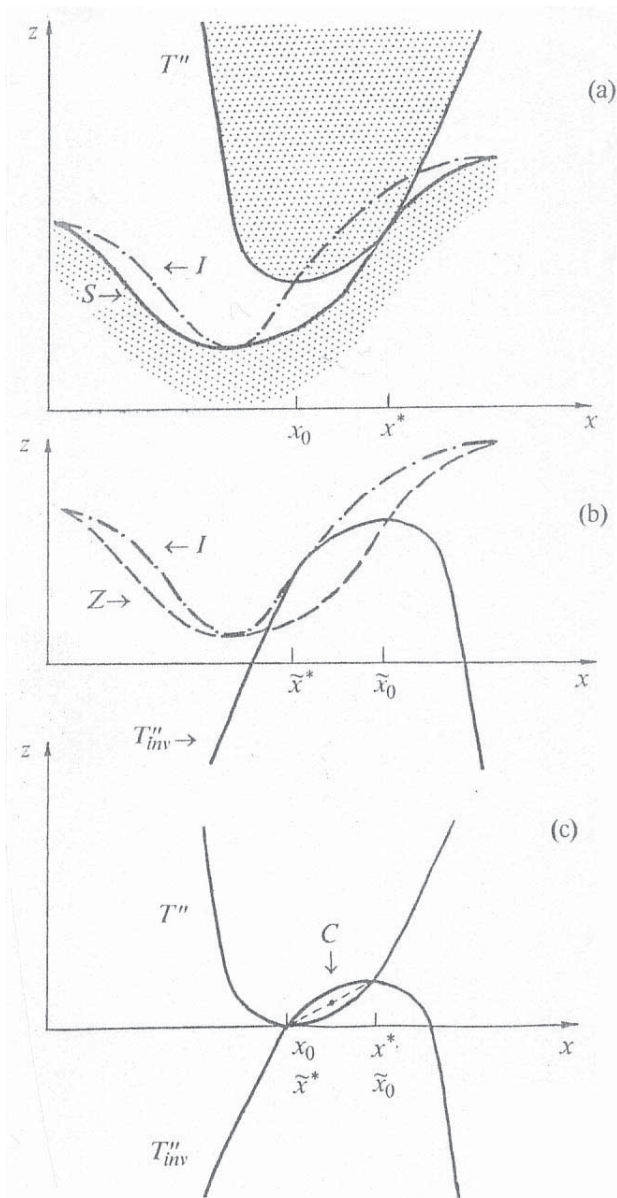 z
T"
(a)
← I
S →
x₀ x* x
z
(b)
← I
Z →
x̃* x̃₀ x
T"inv →
z
(c)
T"
C
↓
x₀ x* x
x̃* x̃₀
T"inv